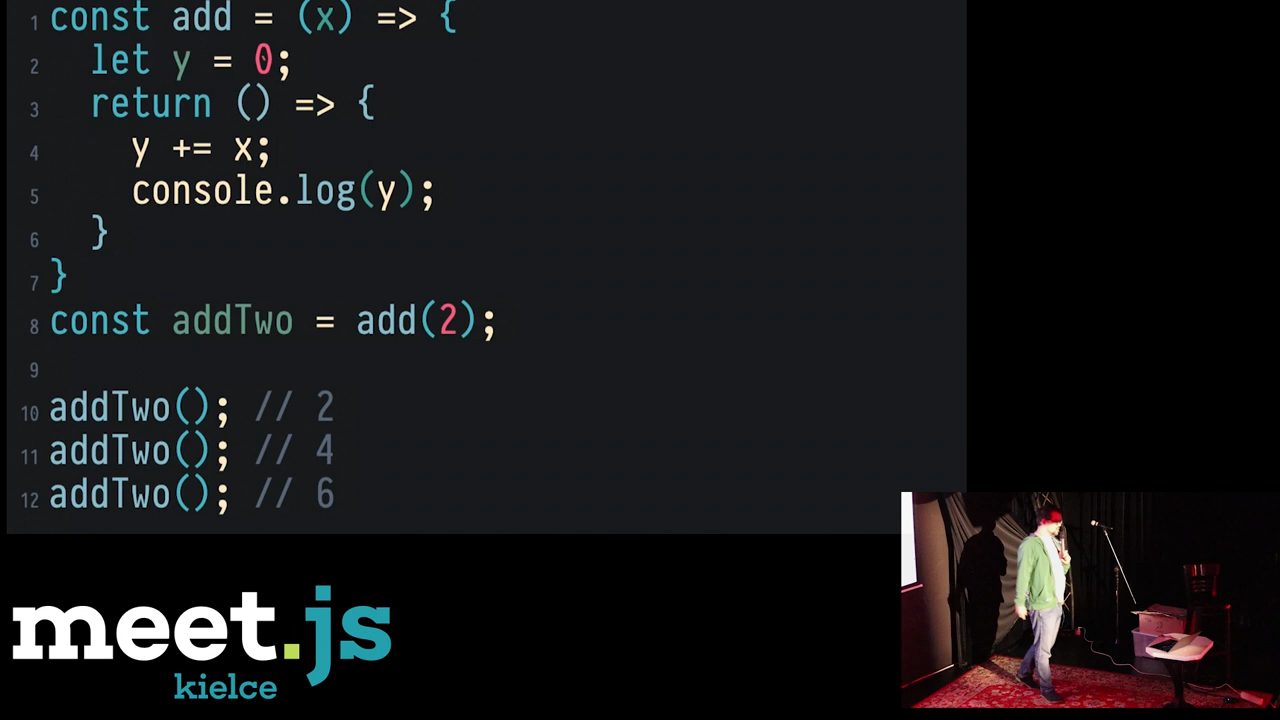 1 const add = (x) => {
2 let y = 0;
3 return () => {
4 y += x;
5 console.log(y);
6 }
7 }
8 const addTwo = add(2);
9
10 addTwo(); // 2
11 addTwo(); // 4
12 addTwo(); // 6
meet.js
kielce